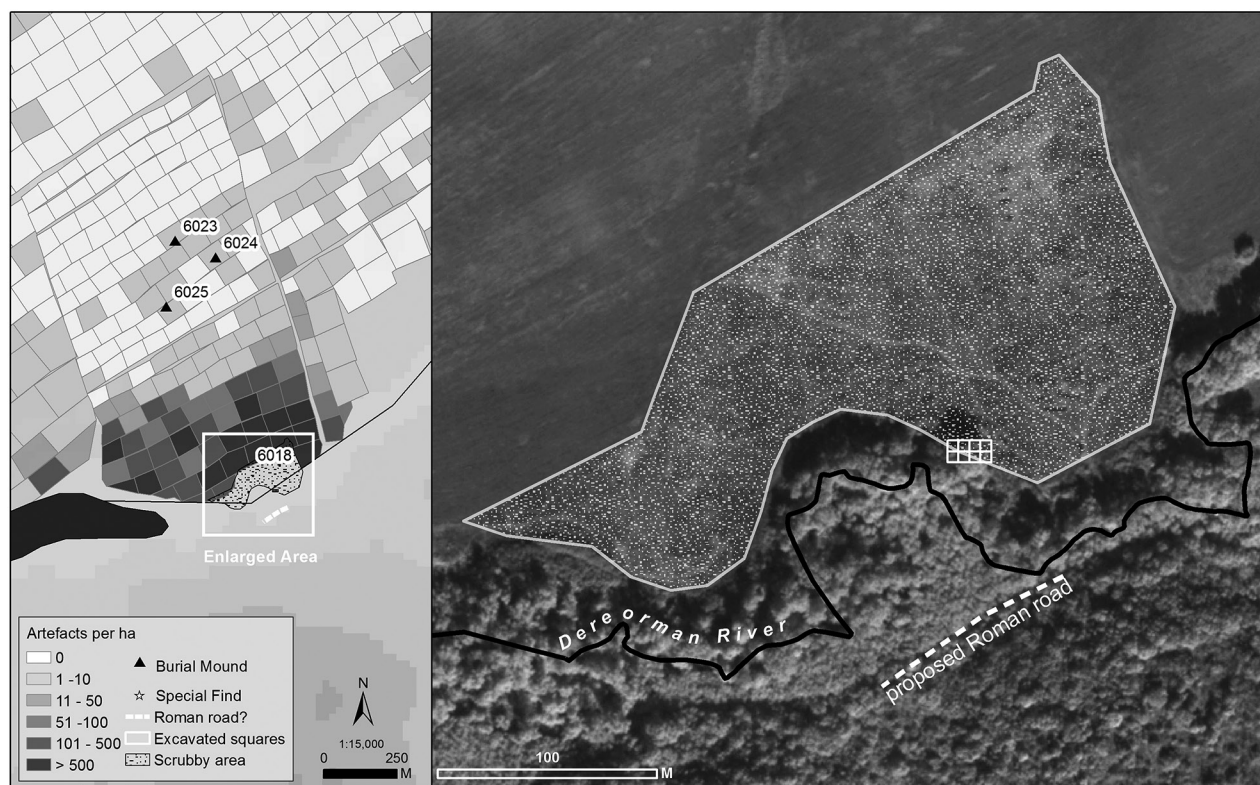 6023
6024
6025
6018
Enlarged Area
Artefacts per ha
0
1 -10
11 - 50
51 -100
101 - 500
> 500
Burial Mound
Special Find
Roman road?
Excavated squares
Scrubby area
N
1:15,000
0 250
M
Dereorman River
proposed Roman road
100
M